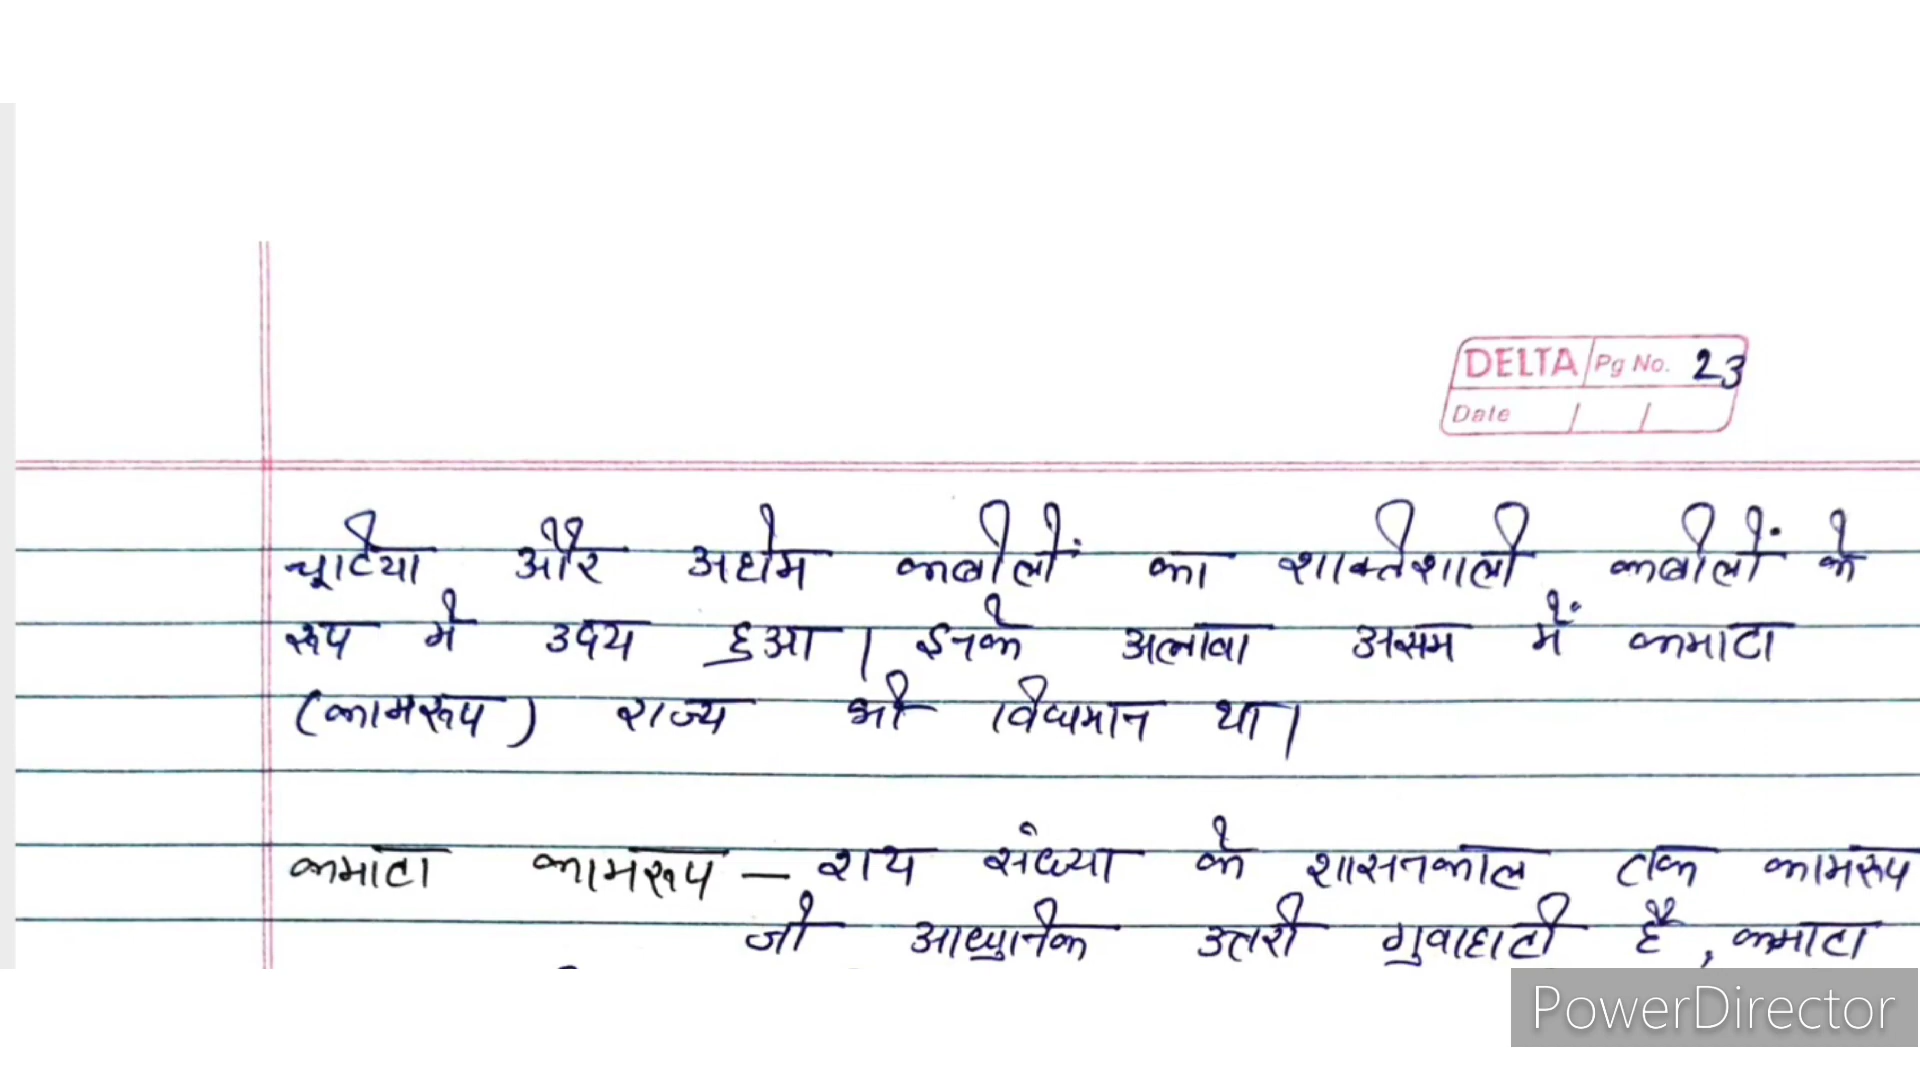 DELTA Pg No. 23
Date / /
चूटिया और अहोम कबीलों का शक्तिशाली कबीलों के
रूप में उदय हुआ। इनके अलावा असम में कमाटा
(कामरूप) राज्य भी विद्यमान था।
कमाटा कामरूप — राय संध्या के शासनकाल तक कामरूप
जो आधुनिक उत्तरी गुवाहाटी है, कमाटा
PowerDirector